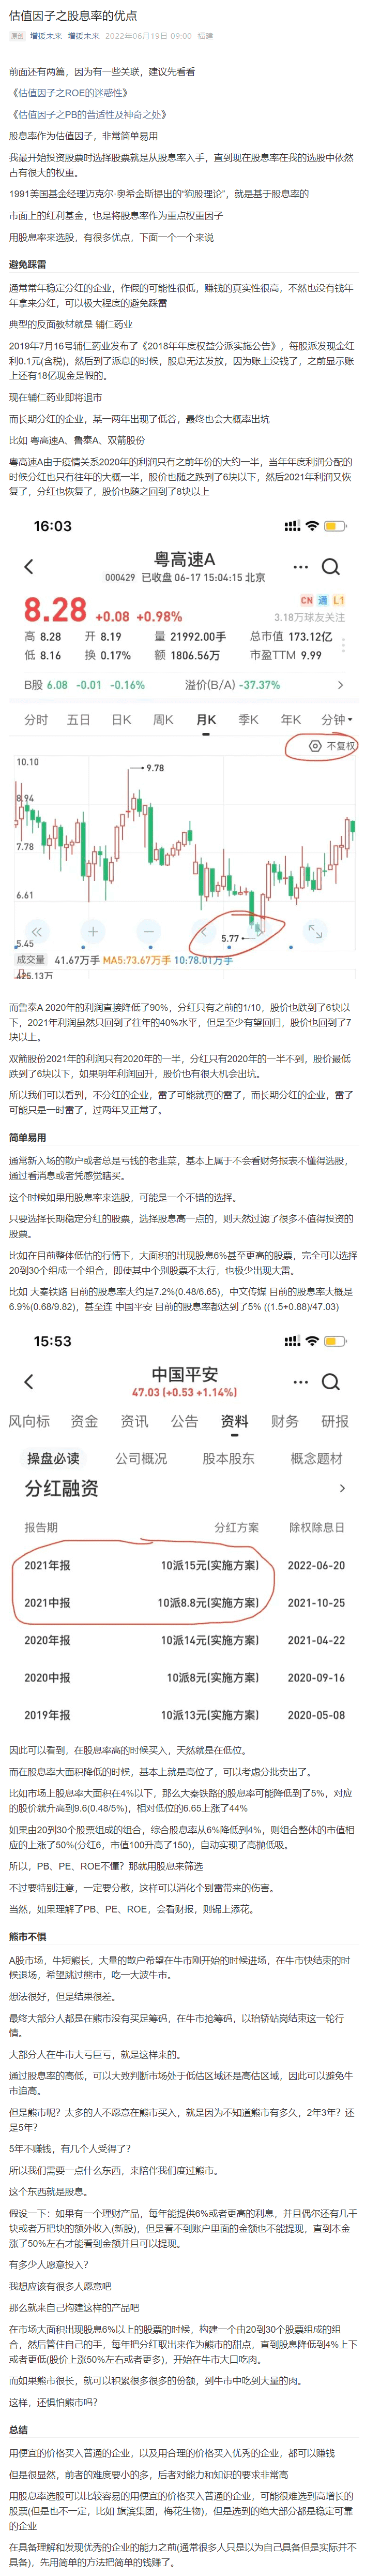 估值因子之股息率的优点
原创 增援未来 增援未来 2022年06月19日 09:00 福建
前面还有两篇，因为有一些关联，建议先看看
《估值因子之ROE的迷惑性》
《估值因子之PB的普适性及神奇之处》
股息率作为估值因子，非常简单易用
我最开始投资股票时选择股票就是从股息率入手，直到现在股息率在我的选股中依然
占有很大的权重。
1991美国基金经理迈克尔·奥希金斯提出的“狗股理论”，就是基于股息率的
市面上的红利基金，也是将股息率作为重点权重因子
用股息率来选股，有很多优点，下面一个一个来说
避免踩雷
通常常年稳定分红的企业，作假的可能性很低，赚钱的真实性很高，不然也没有钱年
年拿来分红，可以极大程度的避免踩雷
典型的反面教材就是 辅仁药业
2019年7月16号辅仁药业发布了《2018年年度权益分派实施公告》，每股派发现金红
利0.1元(含税)，然后到了派息的时候，股息无法发放，因为账上没钱了，之前显示账
上还有18亿现金是假的。
现在辅仁药业即将退市
而长期分红的企业，某一两年出现了低谷，最终也会大概率出坑
比如 粤高速A、鲁泰A、双箭股份
粤高速A由于疫情关系2020年的利润只有之前年份的大约一半，当年年度利润分配的
时候分红也只有往年的大概一半，股价也随之跌到了6块以下，然后2021年利润又恢
复了，分红也恢复了，股价也随之回到了8块以上
16:03
粤高速A
000429 已收盘 06-17 15:04:15 北京
8.28 +0.08 +0.98% CN 通 L1
3.18万球友关注
高 8.28 开 8.19 量 21992.00手 总市值 173.12亿
低 8.16 换 0.17% 额 1806.56万 市盈TTM 9.99
B股 6.08 -0.01 -0.16% 溢价(B/A) -37.37%
分时 五日 日K 周K 月K 季K 年K 分钟
不复权
10.10
9.78
8.94
7.78
6.61
5.77
5.45
成交量 41.67万手 MA5:73.67万手 10:78.01万手
425.13万
而鲁泰A 2020年的利润直接降低了90%，分红只有之前的1/10，股价也跌到了6块以
下，2021年利润虽然只回到了往年的40%水平，但是至少有望回归，股价也回到了7
块以上。
双箭股份2021年的利润只有2020年的一半，分红只有2020年的一半不到，股价最低
跌到了6块以下，如果明年利润回升，股价也有很大机会出坑。
所以我们可以看到，不分红的企业，雷了可能就真的雷了，而长期分红的企业，雷了
可能只是一时雷了，过两年又正常了。
简单易用
通常新入场的散户或者总是亏钱的老韭菜，基本上属于不会看财务报表不懂得选股，
通过看消息或者凭感觉瞎买。
这个时候如果用股息率来选股，可能是一个不错的选择。
只要选择长期稳定分红的股票，选择股息高一点的，则天然过滤了很多不值得投资的
股票。
比如在目前整体低估的行情下，大面积的出现股息6%甚至更高的股票，完全可以选择
20到30个组成一个组合，即使其中个别股票不太行，也极少出现大雷。
比如 大秦铁路 目前的股息率大约是7.2%(0.48/6.65)，中文传媒 目前的股息率大概是
6.9%(0.68/9.82)，甚至连 中国平安 目前的股息率都达到了5% ((1.5+0.88)/47.03)
15:53
中国平安
47.03 (+0.53 +1.14%)
风向标 资金 资讯 公告 资料 财务 研报
操盘必读 公司概况 股本股东 概念题材
分红融资
报告期 分红方案 除权除息日
2021年报 10派15元(实施方案) 2022-06-20
2021中报 10派8.8元(实施方案) 2021-10-25
2020年报 10派14元(实施方案) 2021-04-22
2020中报 10派8元(实施方案) 2020-09-16
2019年报 10派13元(实施方案) 2020-05-08
因此可以看到，在股息率高的时候买入，天然就是在低位。
而在股息率大面积降低的时候，基本上就是高位了，可以考虑分批卖出了。
比如市场上股息率大面积在4%以下，那么大秦铁路的股息率可能降低到了5%，对应
的股价就升高到9.6(0.48/5%)，相对低位的6.65上涨了44%
如果由20到30个股票组成的组合，综合股息率从6%降低到4%，则组合整体的市值相
应的上涨了50%(分红6，市值100升高了150)，自动实现了高抛低吸。
所以，PB、PE、ROE不懂？那就用股息来筛选
不过要特别注意，一定要分散，这样可以消化个别雷带来的伤害。
当然，如果理解了PB、PE、ROE，会看财报，则锦上添花。
熊市不惧
A股市场，牛短熊长，大量的散户希望在牛市刚开始的时候进场，在牛市快结束的时
候退场，希望跳过熊市，吃一大波牛市。
想法很好，但是结果很差。
最终大部分人都是在熊市没有买足筹码，在牛市抢筹码，以抬轿站岗结束这一轮行
情。
大部分人在牛市大亏巨亏，就是这样来的。
通过股息率的高低，可以大致判断市场处于低估区域还是高估区域，因此可以避免牛
市追高。
但是熊市呢？太多的人不愿意在熊市买入，就是因为不知道熊市有多久，2年3年？还
是5年？
5年不赚钱，有几个人受得了？
所以我们需要一点什么东西，来陪伴我们度过熊市。
这个东西就是股息。
假设一下：如果有一个理财产品，每年能提供6%或者更高的利息，并且偶尔还有几千
块或者万把块的额外收入(新股)，但是看不到账户里面的金额也不能提现，直到本金
涨了50%左右才能看到金额并且可以提现。
有多少人愿意投入？
我想应该有很多人愿意吧
那么就来自己构建这样的产品吧
在市场大面积出现股息6%以上的股票的时候，构建一个由20到30个股票组成的组
合，然后管住自己的手，每年把分红取出来作为熊市的甜点，直到股息降低到4%上下
或者更低(股价上涨50%左右或者更多)，开始在牛市大口吃肉。
而如果熊市很长，就可以积累很多很多的份额，到牛市中吃到大量的肉。
这样，还惧怕熊市吗？
总结
用便宜的价格买入普通的企业，以及用合理的价格买入优秀的企业，都可以赚钱
但是很显然，前者的难度要小的多，后者对能力和知识的要求非常高
用股息率选股可以比较容易的用便宜的价格买入普通的企业，可能很难选到高增长的
股票(但是也不一定，比如 旗滨集团，梅花生物)，但是选到的绝大部分都是稳定可靠
的企业
在具备理解和发现优秀的企业的能力之前(通常很多人只是以为自己具备但是实际并不
具备)，先用简单的方法把简单的钱赚了。